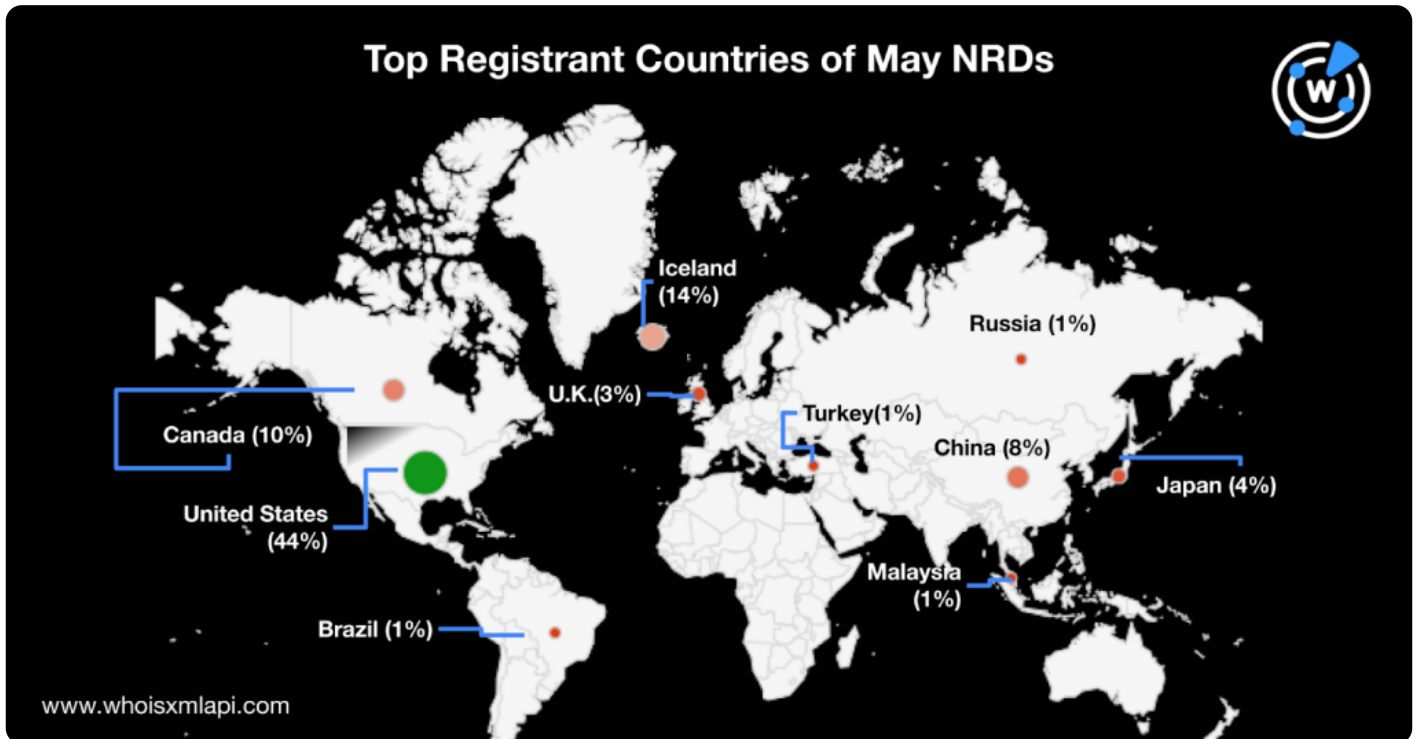 Top Registrant Countries of May NRDs
W
Iceland
(14%)
Russia (1%)
U.K.(3%)
Turkey(1%)
Canada (10%)
China (8%)
Japan (4%)
United States
(44%)
Malaysia
(1%)
Brazil (1%)
www.whoisxmlapi.com